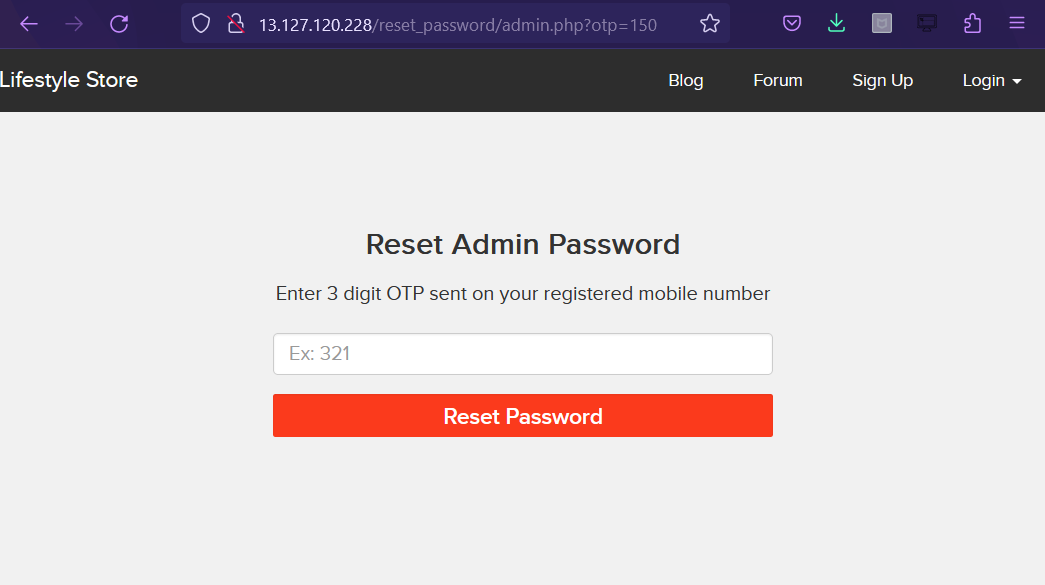 13.127.120.228/reset_password/admin.php?otp=150
Lifestyle Store Blog Forum Sign Up Login
Reset Admin Password
Enter 3 digit OTP sent on your registered mobile number
Ex: 321
Reset Password